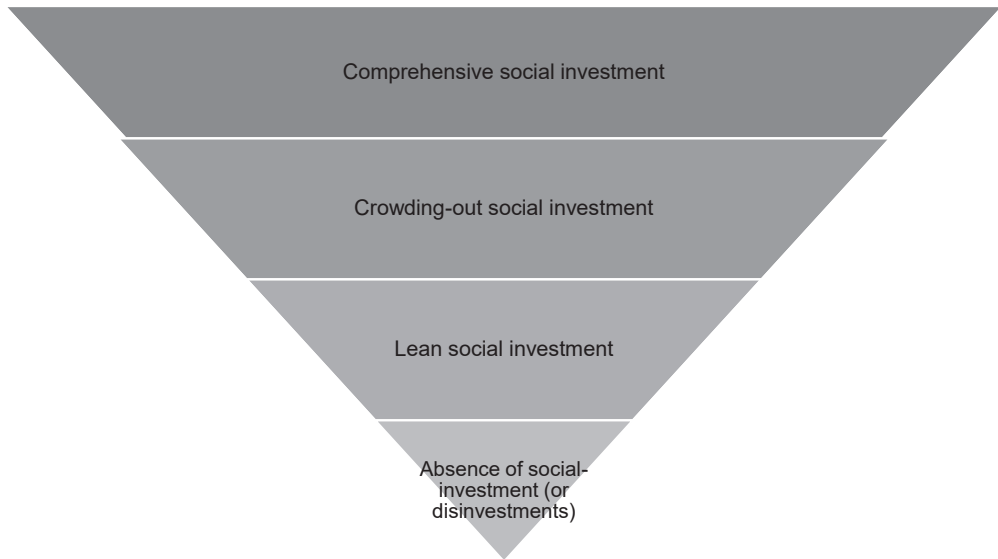 Comprehensive social investment
Crowding-out social investment
Lean social investment
Absence of social-
investment (or
disinvestments)